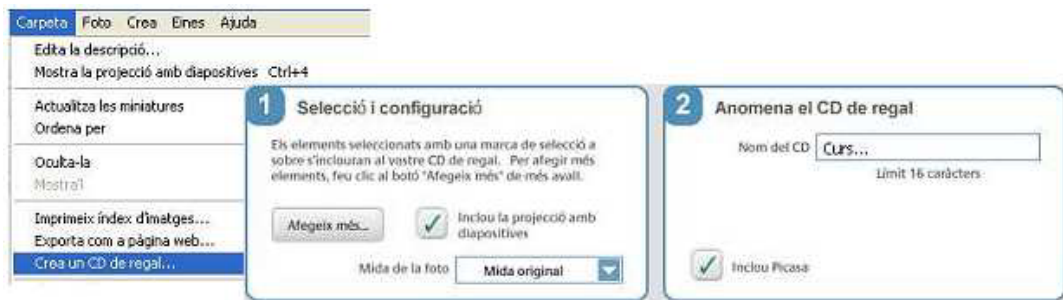 Carpeta Foto Crea Eines Ajuda
Edita la descripció...
Mostra la projecció amb diapositives Ctrl+4
Actualitza les miniatures
Ordena per
Oculta-la
Mostra'l
Imprimeix índex d'imatges...
Exporta com a pàgina web...
Crea un CD de regal...
1 Selecció i configuració
Els elements seleccionats amb una marca de selecció a
sobre s'inclouran al vostre CD de regal. Per afegir més
elements, feu clic al botó "Afegeix més" de més avall.
Afegeix més...
Inclou la projecció amb
diapositives
Mida de la foto Mida original
2 Anomena el CD de regal
Nom del CD Curs...
Límit 16 caràcters
Inclou Picasa